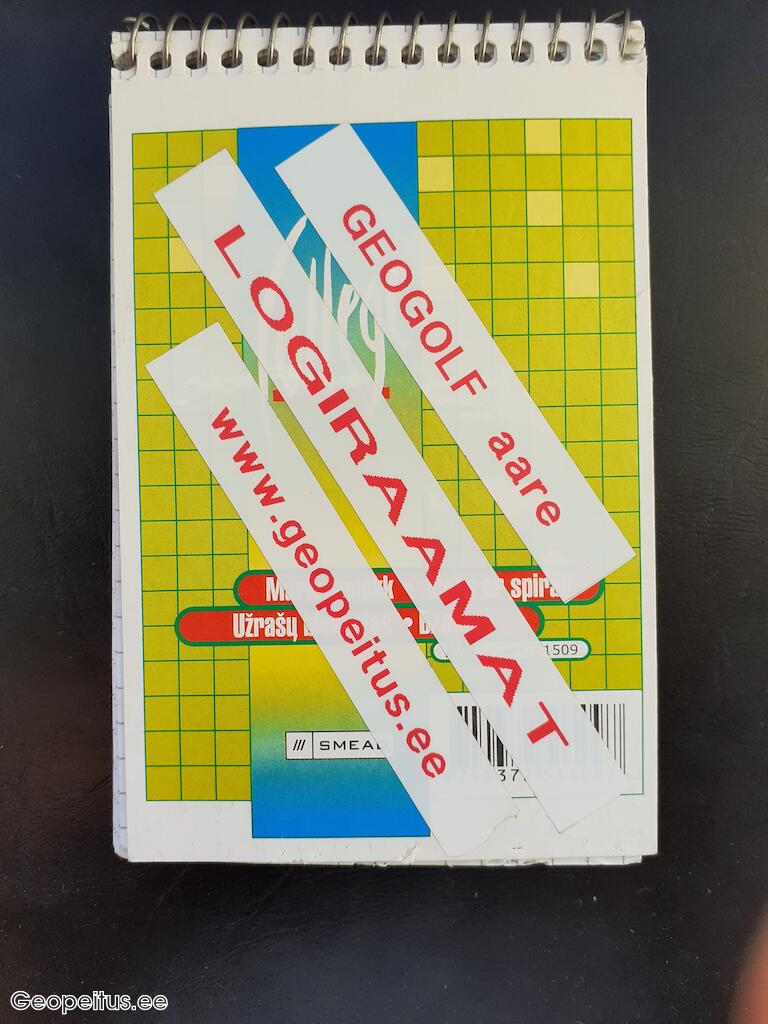 GEOGOLF aare
LOGIRAAMAT
www.geopeitus.ee
Užrašų
1509
SMEAD
Geopeitus.ee